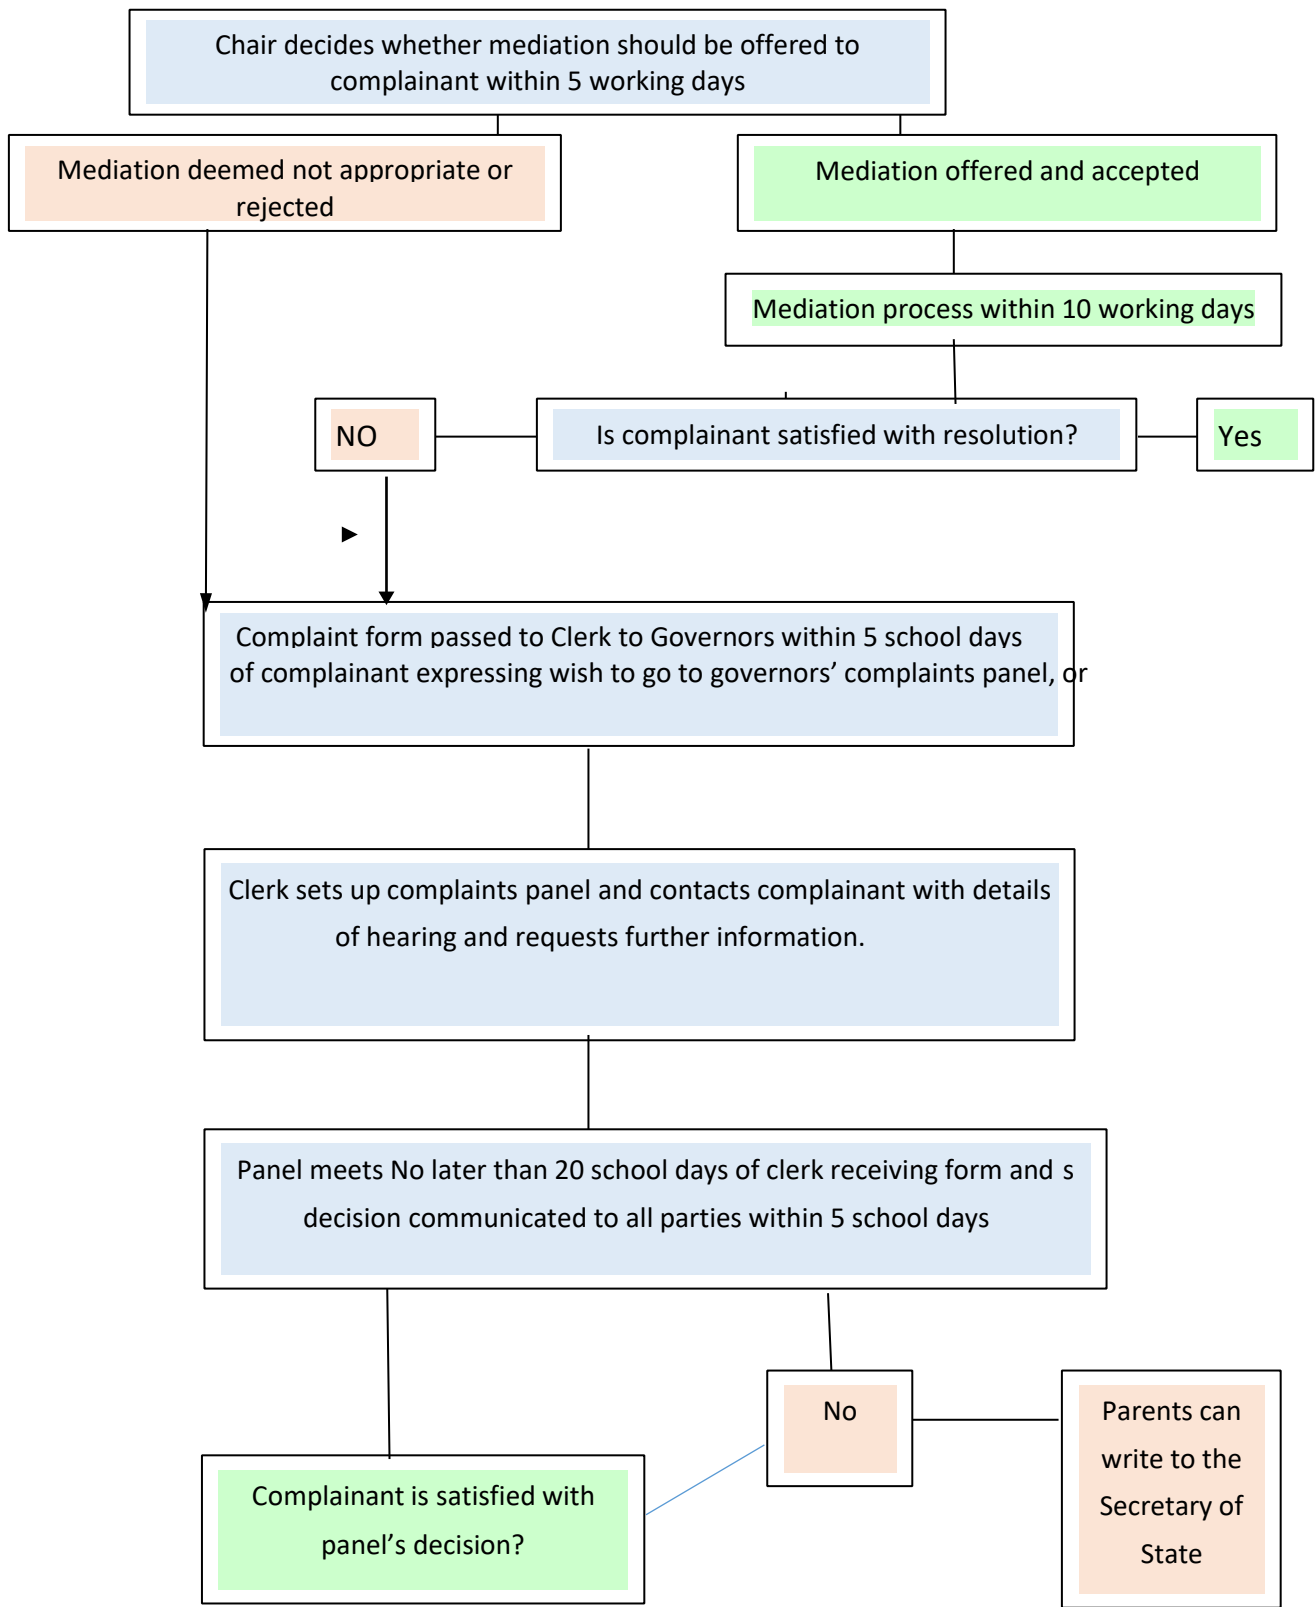 Chair decides whether mediation should be offered to
complainant within 5 working days
Mediation deemed not appropriate or
rejected
Mediation offered and accepted
Mediation process within 10 working days
NO
Is complainant satisfied with resolution?
Yes
Complaint form passed to Clerk to Governors within 5 school days
of complainant expressing wish to go to governors’ complaints panel, or
Clerk sets up complaints panel and contacts complainant with details
of hearing and requests further information.
Panel meets No later than 20 school days of clerk receiving form and s
decision communicated to all parties within 5 school days
No
Parents can
write to the
Secretary of
State
Complainant is satisfied with
panel’s decision?